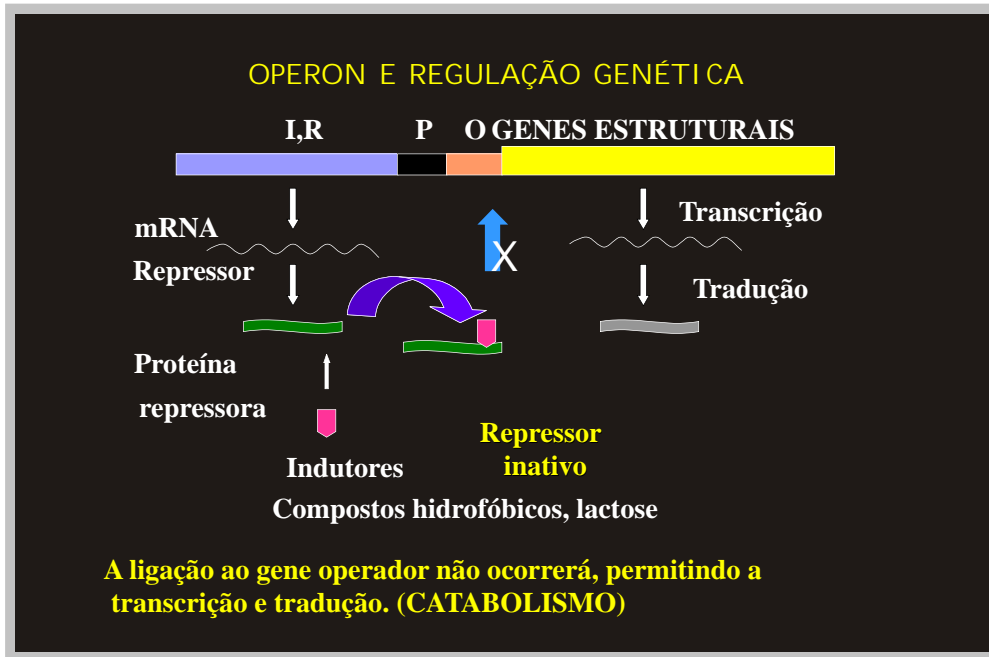 OPERON E REGULAÇÃO GENÉTICA
I,R P O GENES ESTRUTURAIS
mRNA
Repressor
Transcrição
X
Tradução
Proteína
repressora
Indutores
Repressor
inativo
Compostos hidrofóbicos, lactose
A ligação ao gene operador não ocorrerá, permitindo a
transcrição e tradução. (CATABOLISMO)